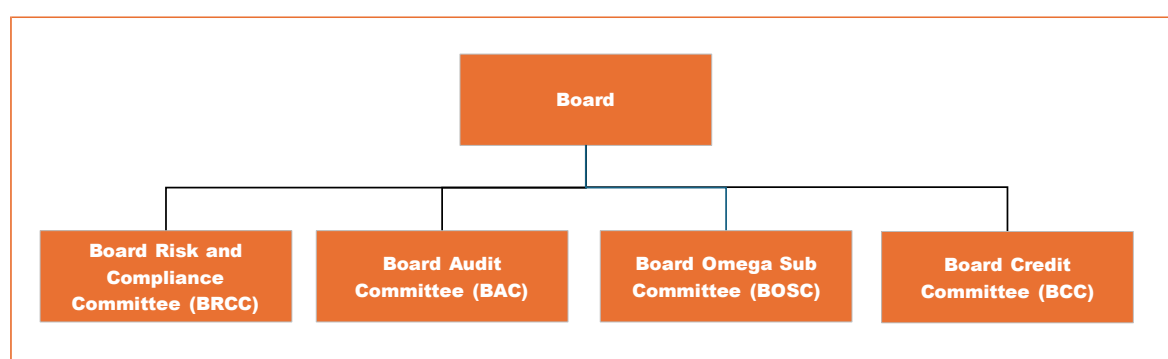 Board
Board Risk and
Compliance
Committee (BRCC)
Board Audit
Committee (BAC)
Board Omega Sub
Committee (BOSC)
Board Credit
Committee (BCC)